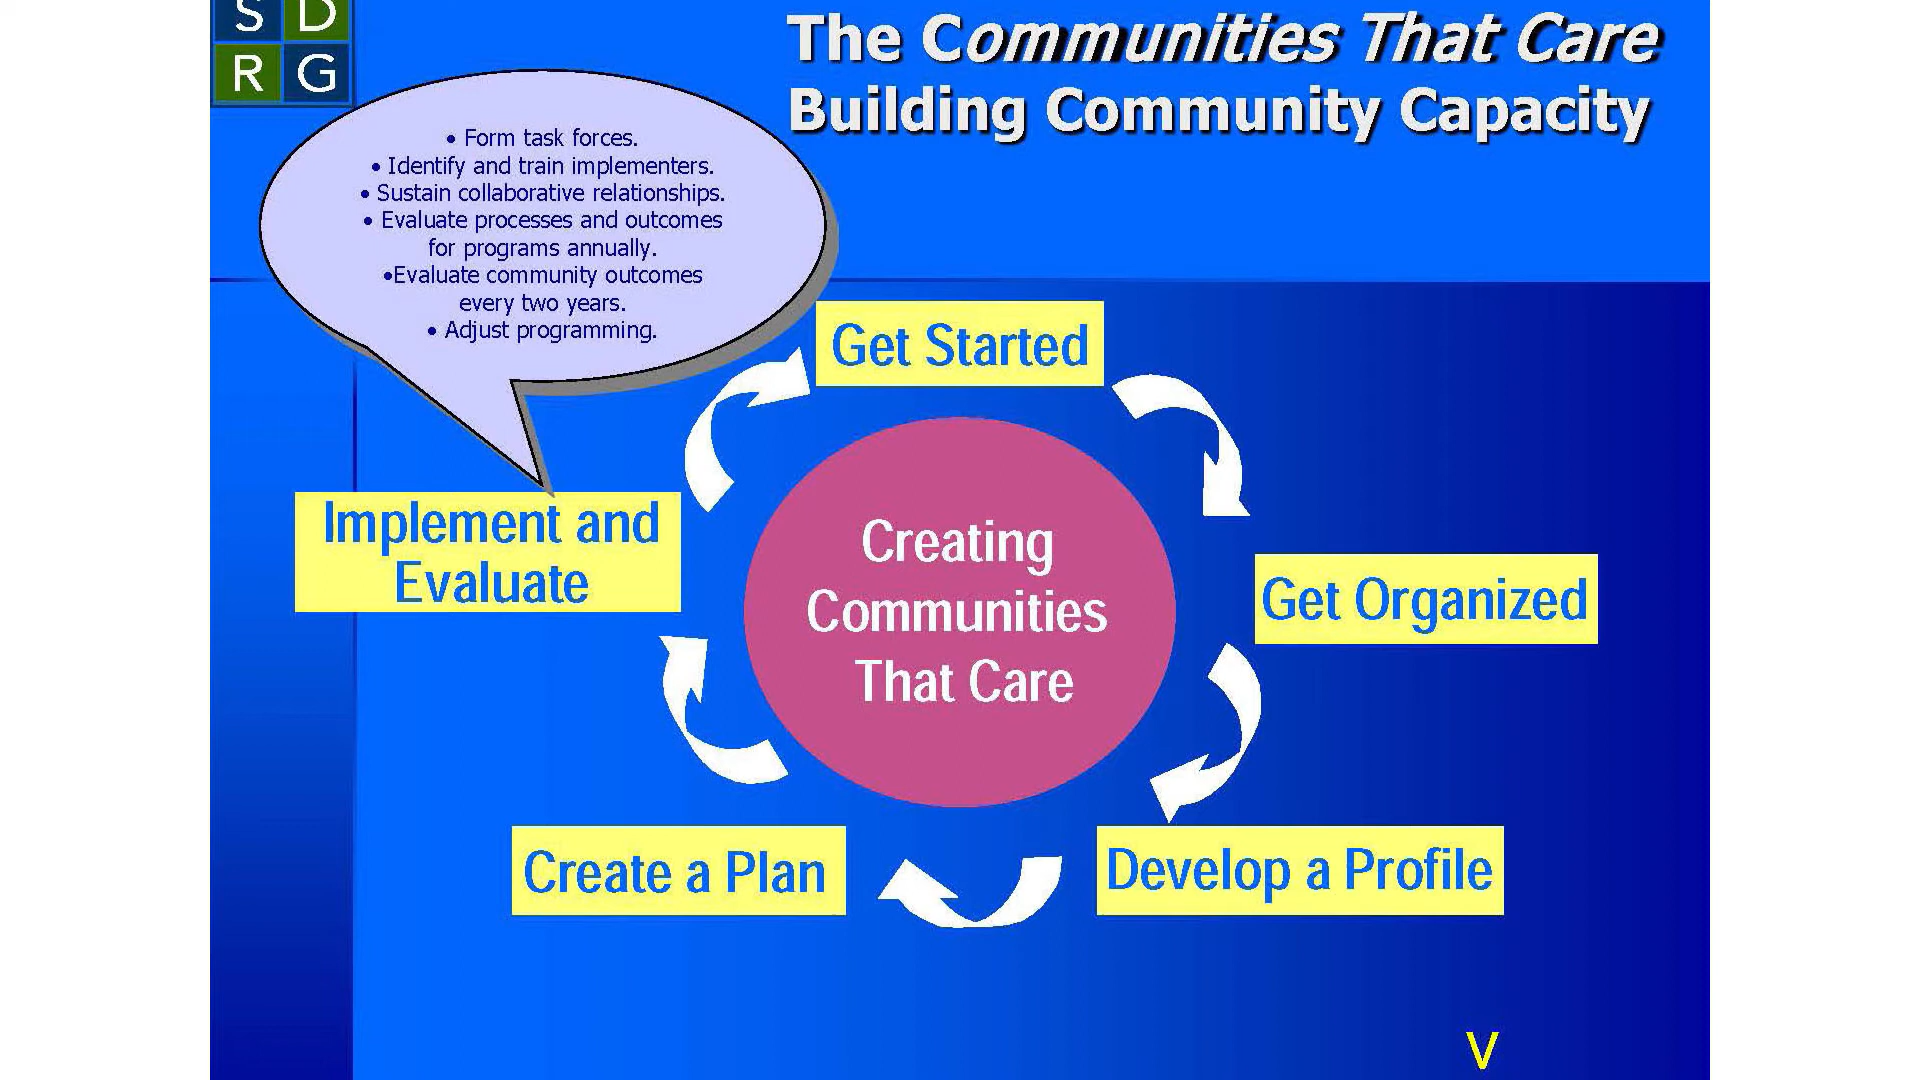 S D
R G
The Communities That Care
Building Community Capacity
• Form task forces.
• Identify and train implementers.
• Sustain collaborative relationships.
• Evaluate processes and outcomes
for programs annually.
•Evaluate community outcomes
every two years.
• Adjust programming.
Get Started
Implement and
Evaluate
Creating
Communities
That Care
Get Organized
Create a Plan
Develop a Profile
V